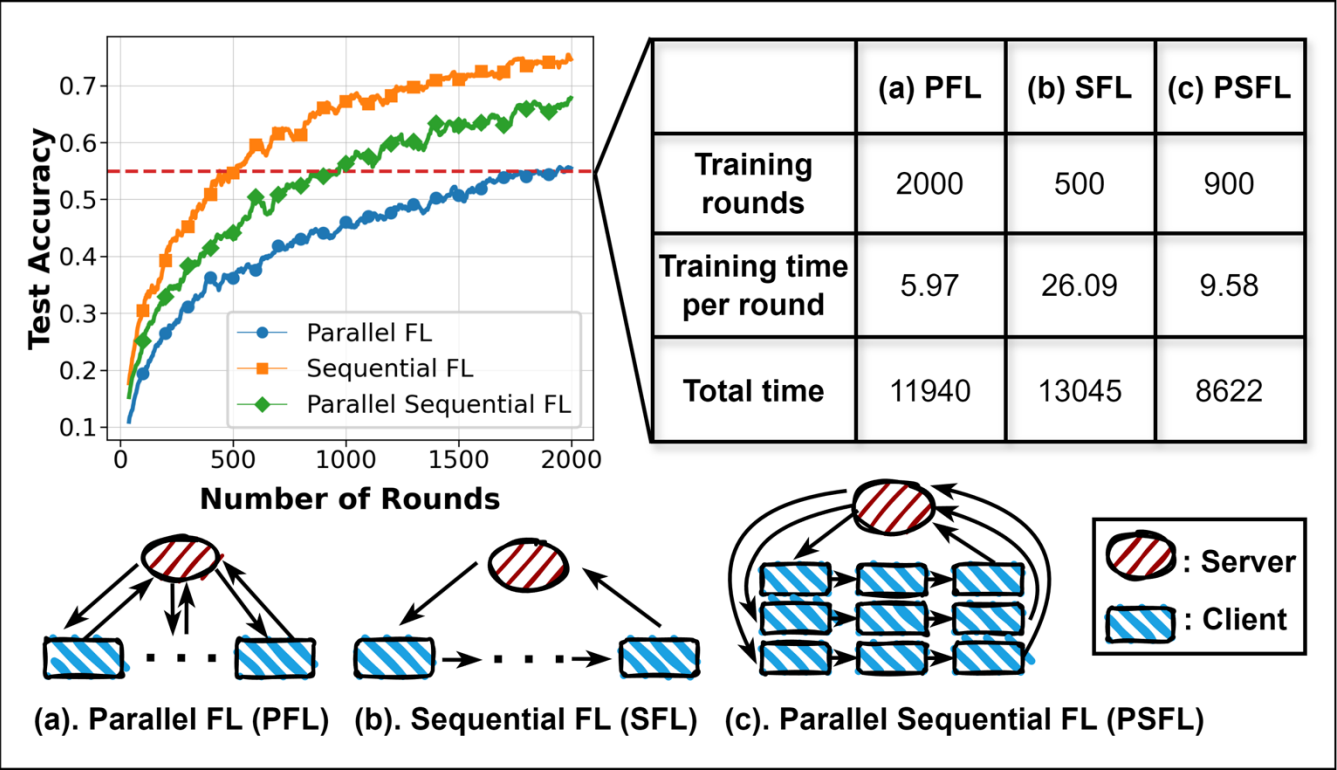 Test Accuracy
0.7
0.6
0.5
0.4
0.3
0.2
0.1
0 500 1000 1500 2000
Number of Rounds
Parallel FL
Sequential FL
Parallel Sequential FL
(a) PFL (b) SFL (c) PSFL
Training
rounds
2000 500 900
Training time
per round
5.97 26.09 9.58
Total time 11940 13045 8622
: Server
: Client
(a). Parallel FL (PFL) (b). Sequential FL (SFL) (c). Parallel Sequential FL (PSFL)